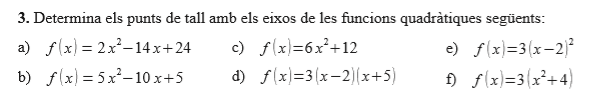 3. Determina els punts de tall amb els eixos de les funcions quadràtiques següents:
a) f(x)=2x²−14x+24 c) f(x)=6x²+12 e) f(x)=3(x−2)²
b) f(x)=5x²−10x+5 d) f(x)=3(x−2)(x+5) f) f(x)=3(x²+4)